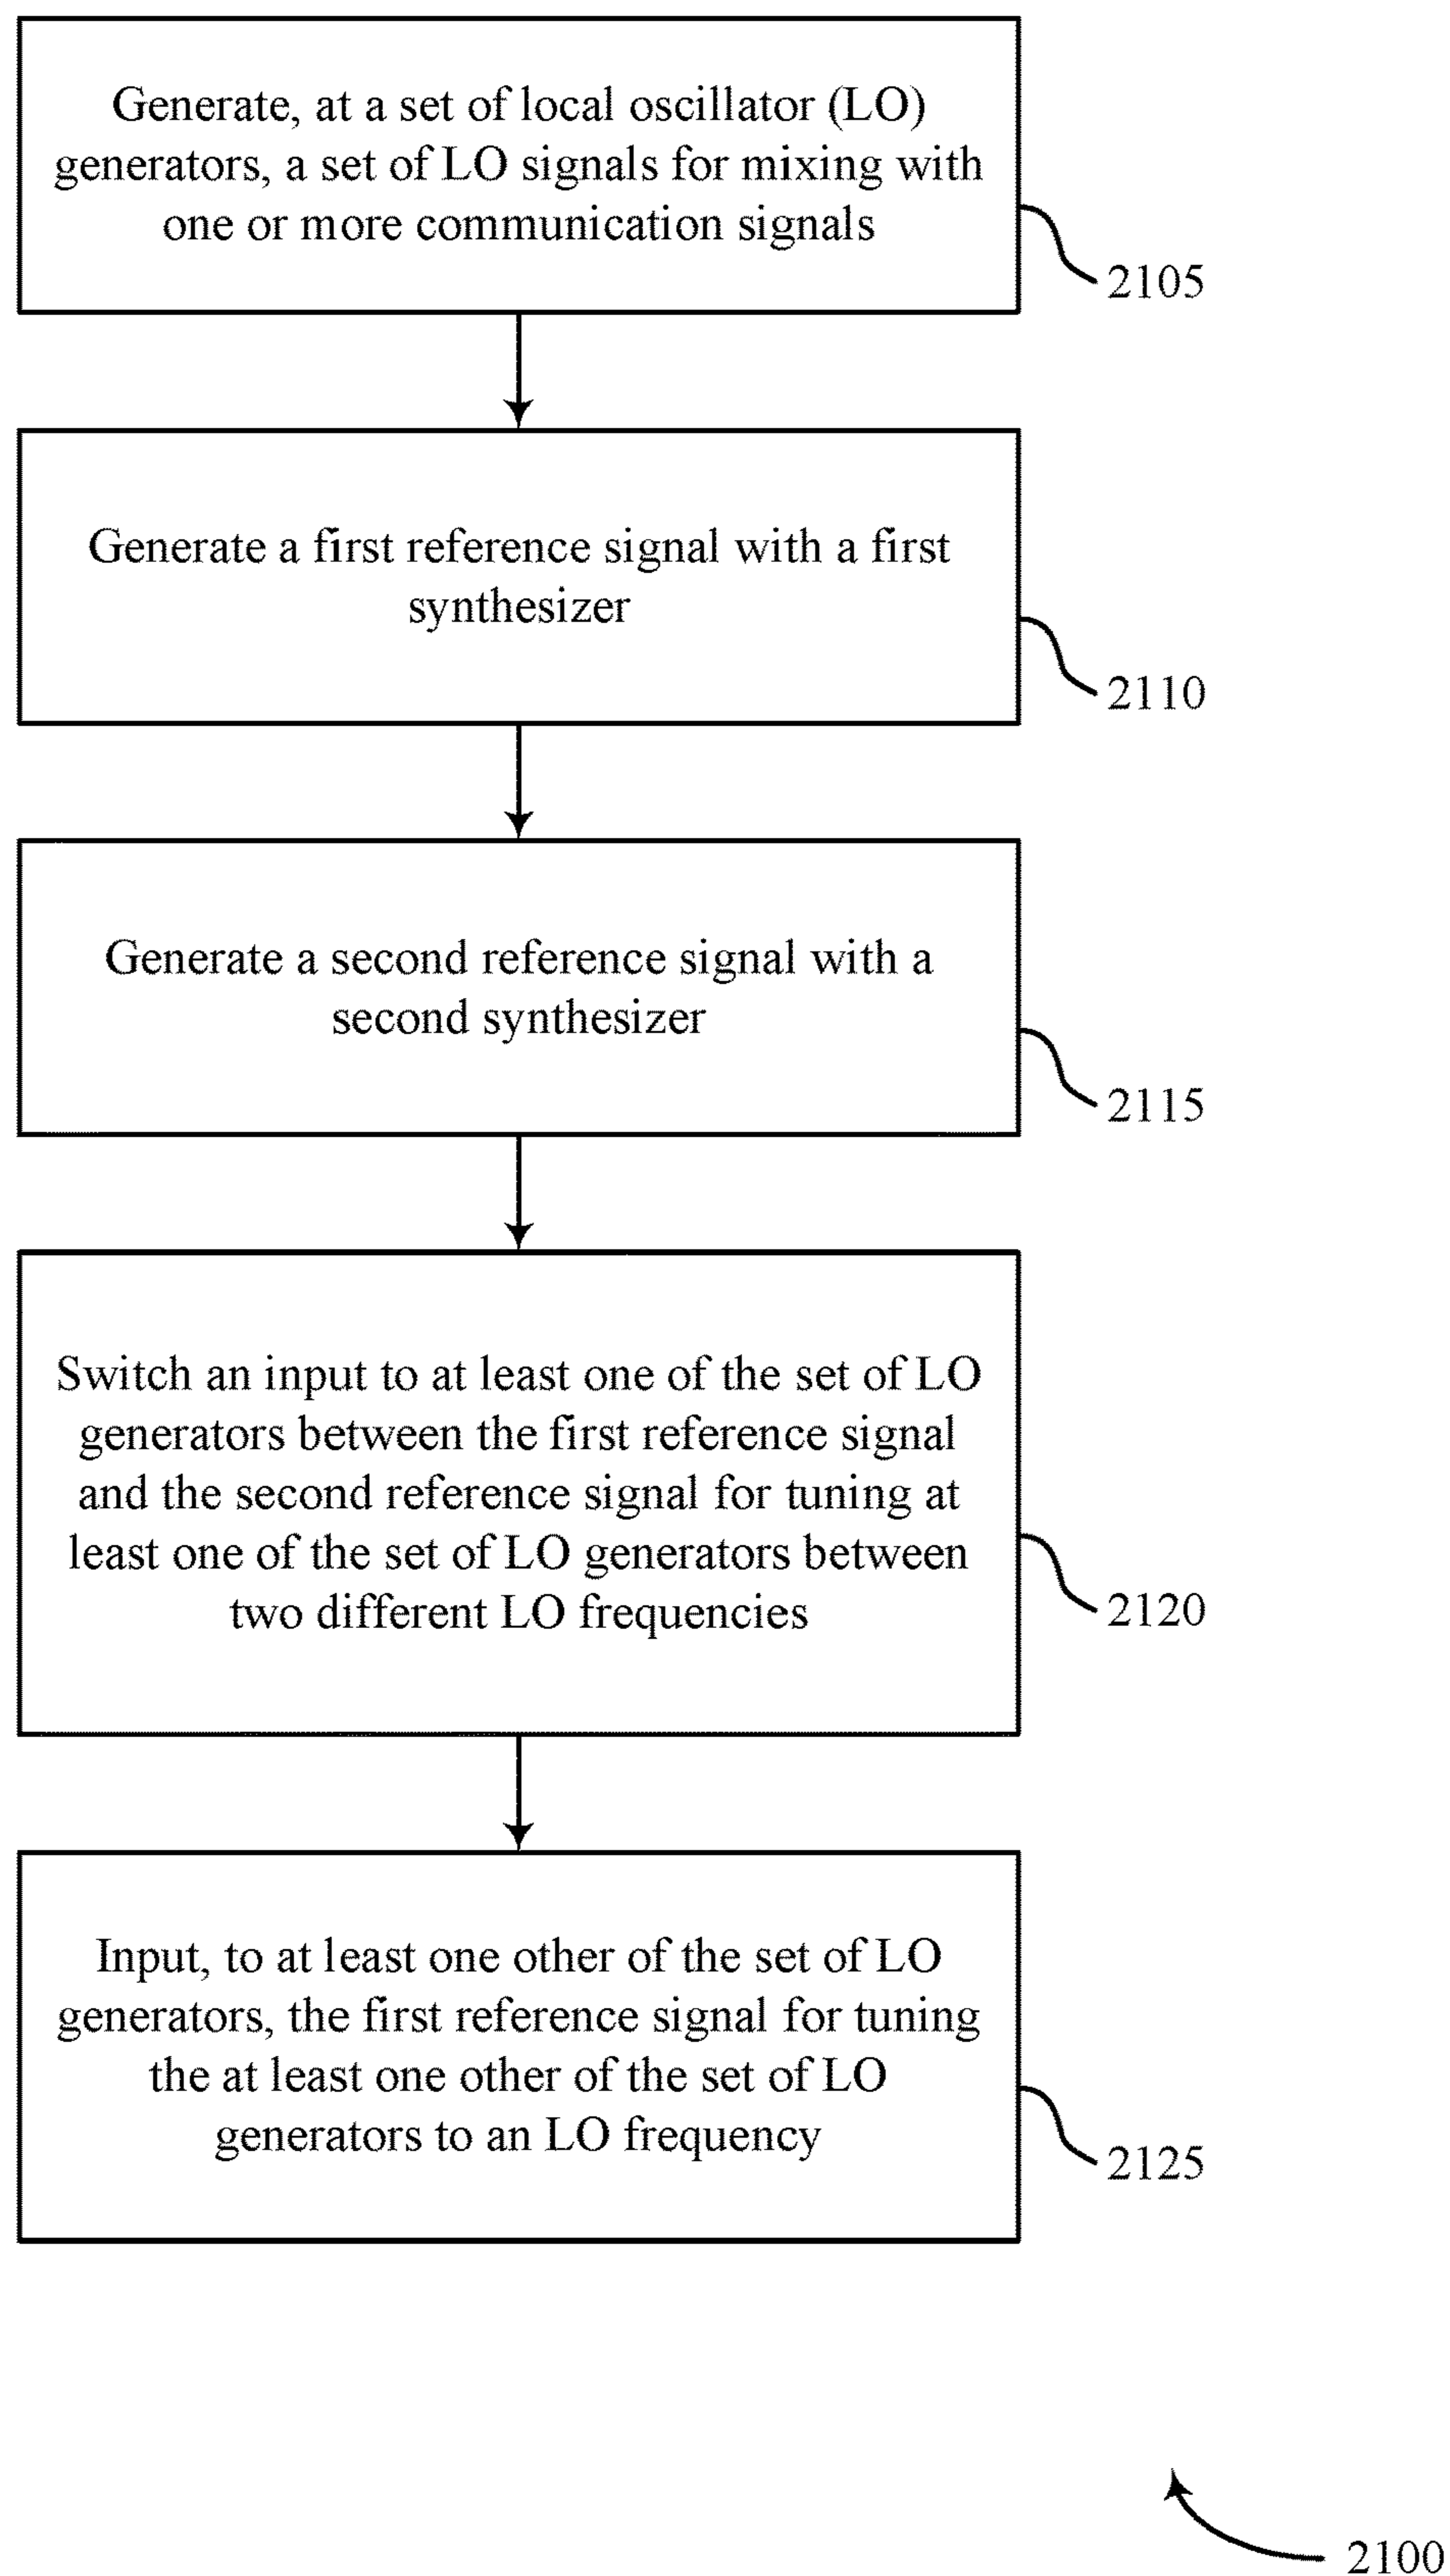 Generate, at a set of local oscillator (LO)
generators, a set of LO signals for mixing with
one or more communication signals
2105
Generate a first reference signal with a first
synthesizer
2110
Generate a second reference signal with a
second synthesizer
2115
Switch an input to at least one of the set of LO
generators between the first reference signal
and the second reference signal for tuning at
least one of the set of LO generators between
two different LO frequencies
2120
Input, to at least one other of the set of LO
generators, the first reference signal for tuning
the at least one other of the set of LO
generators to an LO frequency
2125
2100